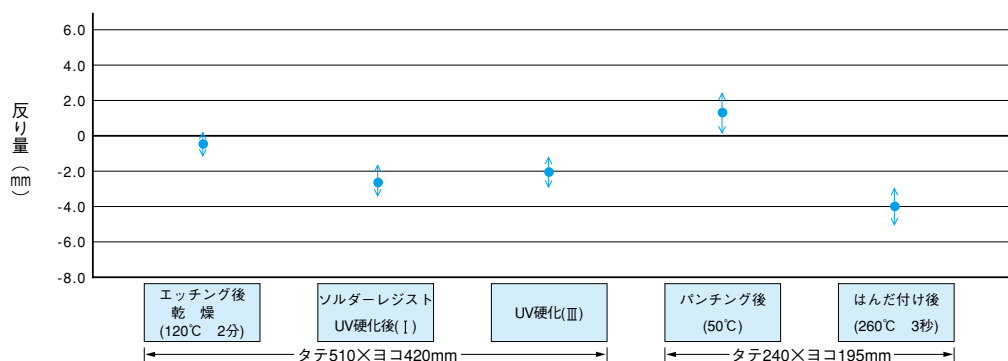 6.0
4.0
2.0
0
-2.0
-4.0
-6.0
-8.0
反り量(mm)
エッチング後
乾 燥
(120℃ 2分)
ソルダーレジスト
UV硬化後(Ⅰ)
UV硬化(Ⅲ)
パンチング後
(50℃)
はんだ付け後
(260℃ 3秒)
タテ510×ヨコ420mm
タテ240×ヨコ195mm